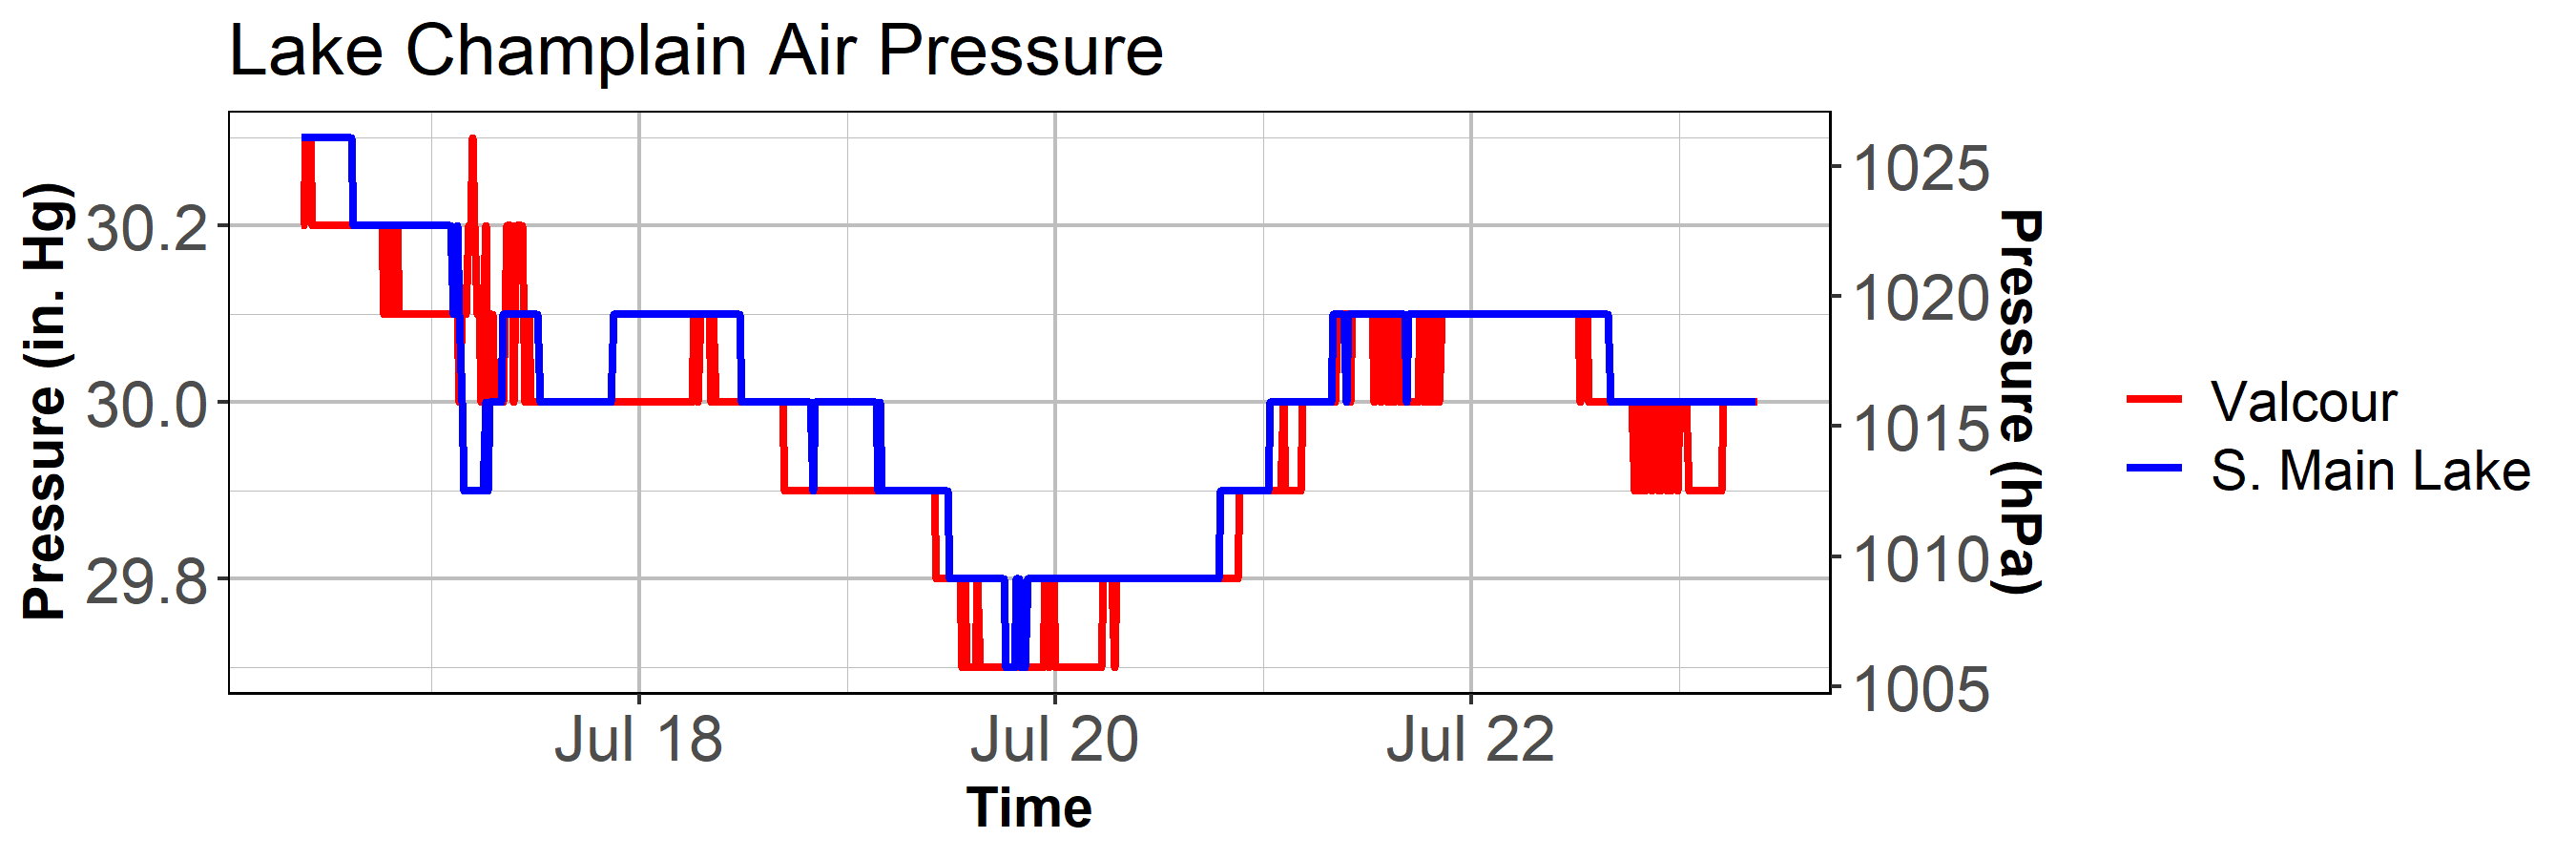 Lake Champlain Air Pressure
Pressure (in. Hg)
30.2
30.0
29.8
1025
1020
1015
1010
1005
Pressure (hPa)
Jul 18
Jul 20
Jul 22
Time
Valcour
S. Main Lake